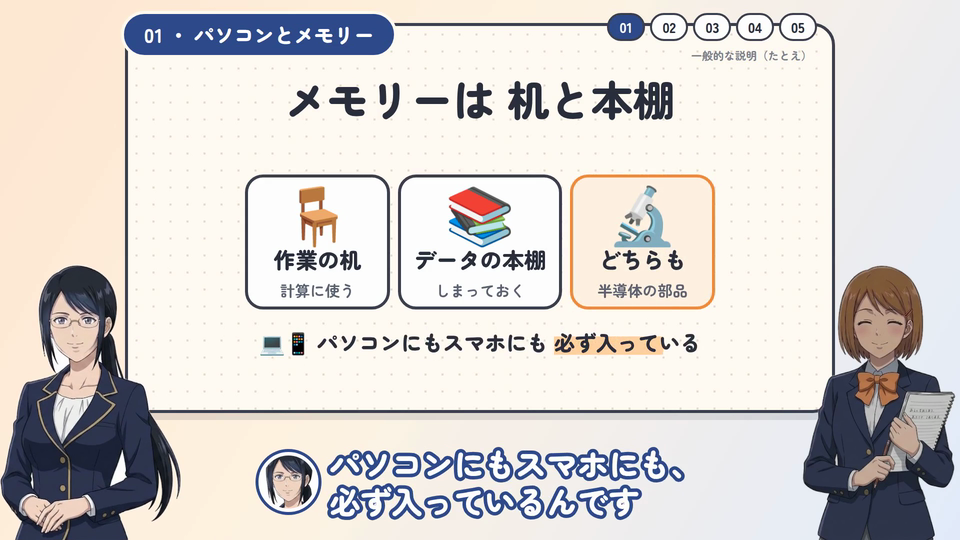 01 ・ パソコンとメモリー
01 02 03 04 05
一般的な説明（たとえ）
メモリーは 机と本棚
作業の机
計算に使う
データの本棚
しまっておく
どちらも
半導体の部品
パソコンにもスマホにも 必ず入っている
パソコンにもスマホにも、
必ず入っているんです